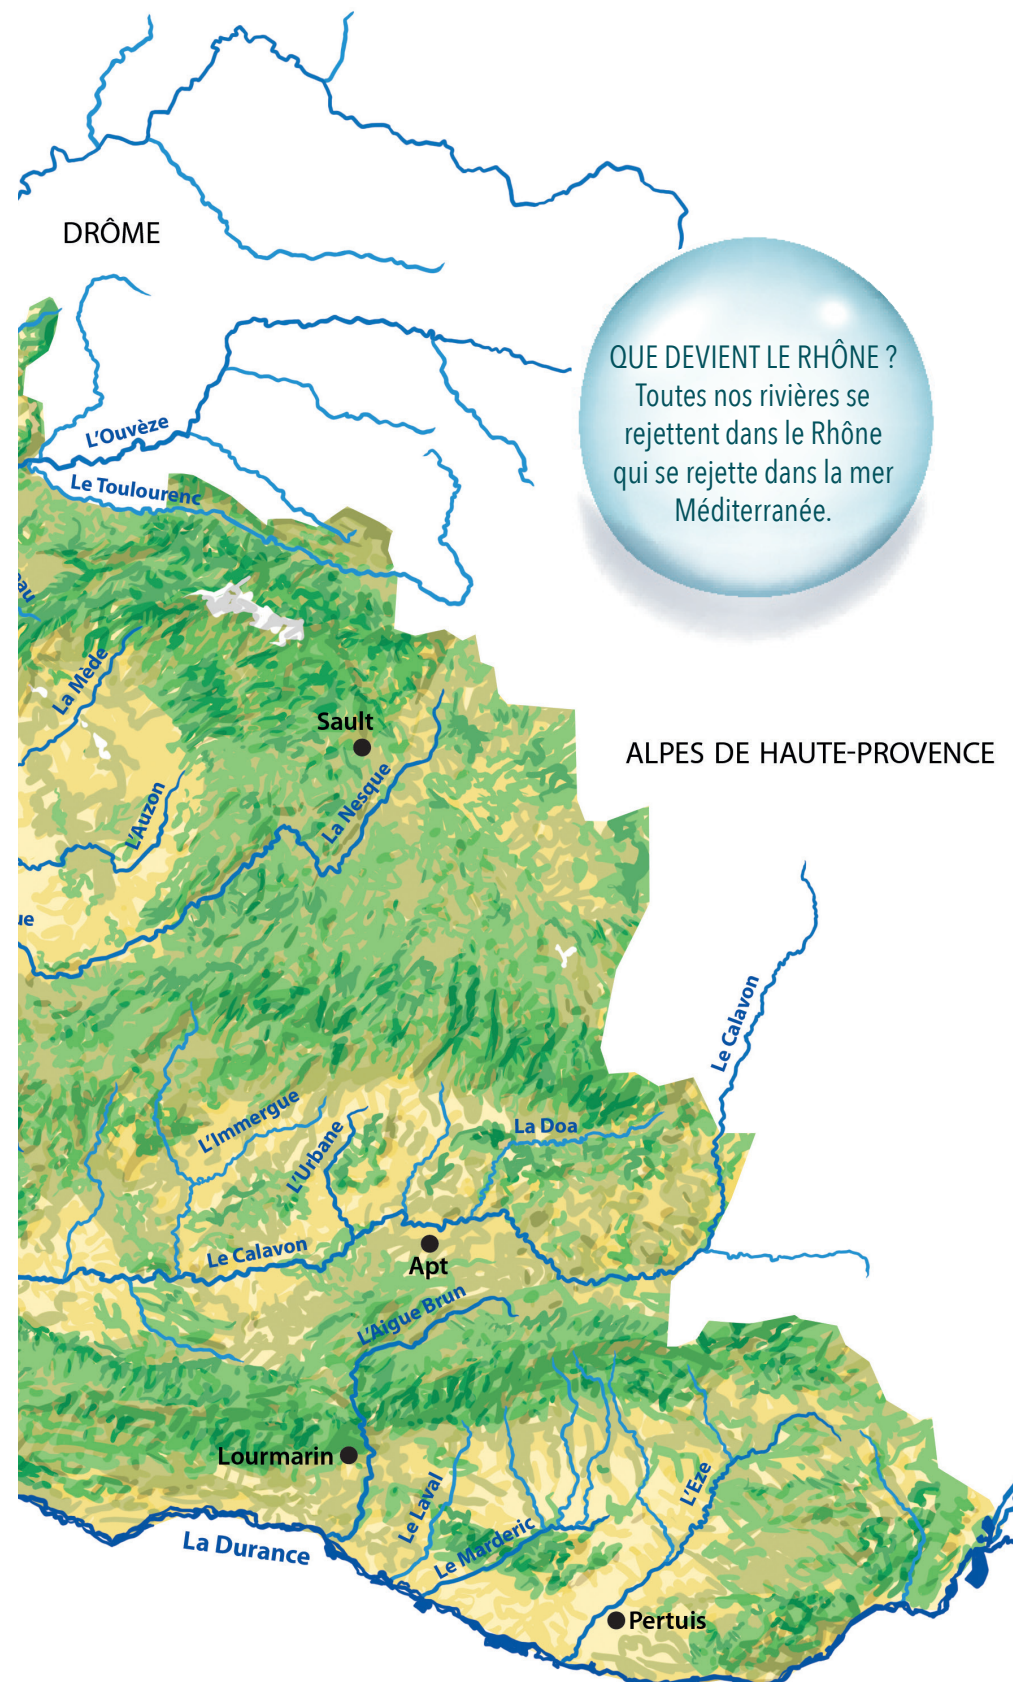 DRÔME
QUE DEVIENT LE RHÔNE ?
Toutes nos rivières se
rejettent dans le Rhône
qui se rejette dans la mer
Méditerranée.
L'Ouvèze
Le Toulourenc
La Mède
Sault
ALPES DE HAUTE-PROVENCE
La Nesque
L'Auzon
Le Calavon
L'Immergue
La Doa
L'Urbane
Le Calavon
Apt
L'Aigue Brun
Lourmarin
L'Eze
Le Laval
Le Marderic
La Durance
Pertuis